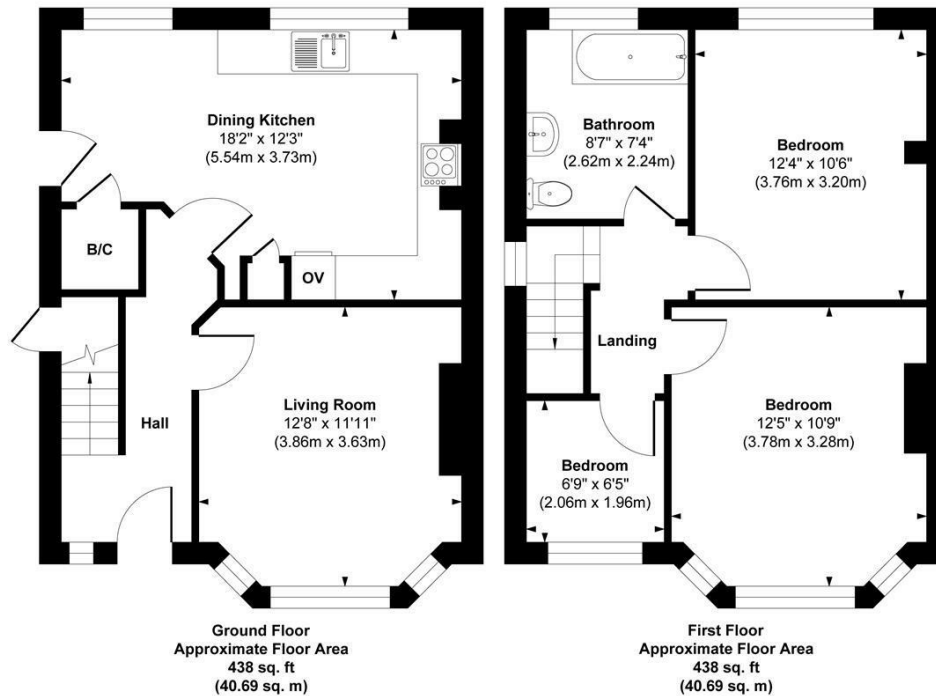 Dining Kitchen
18'2" x 12'3"
(5.54m x 3.73m)
B/C
OV
Hall
Living Room
12'8" x 11'11"
(3.86m x 3.63m)
Ground Floor
Approximate Floor Area
438 sq. ft
(40.69 sq. m)
Bathroom
8'7" x 7'4"
(2.62m x 2.24m)
Bedroom
12'4" x 10'6"
(3.76m x 3.20m)
Landing
Bedroom
12'5" x 10'9"
(3.78m x 3.28m)
Bedroom
6'9" x 6'5"
(2.06m x 1.96m)
First Floor
Approximate Floor Area
438 sq. ft
(40.69 sq. m)